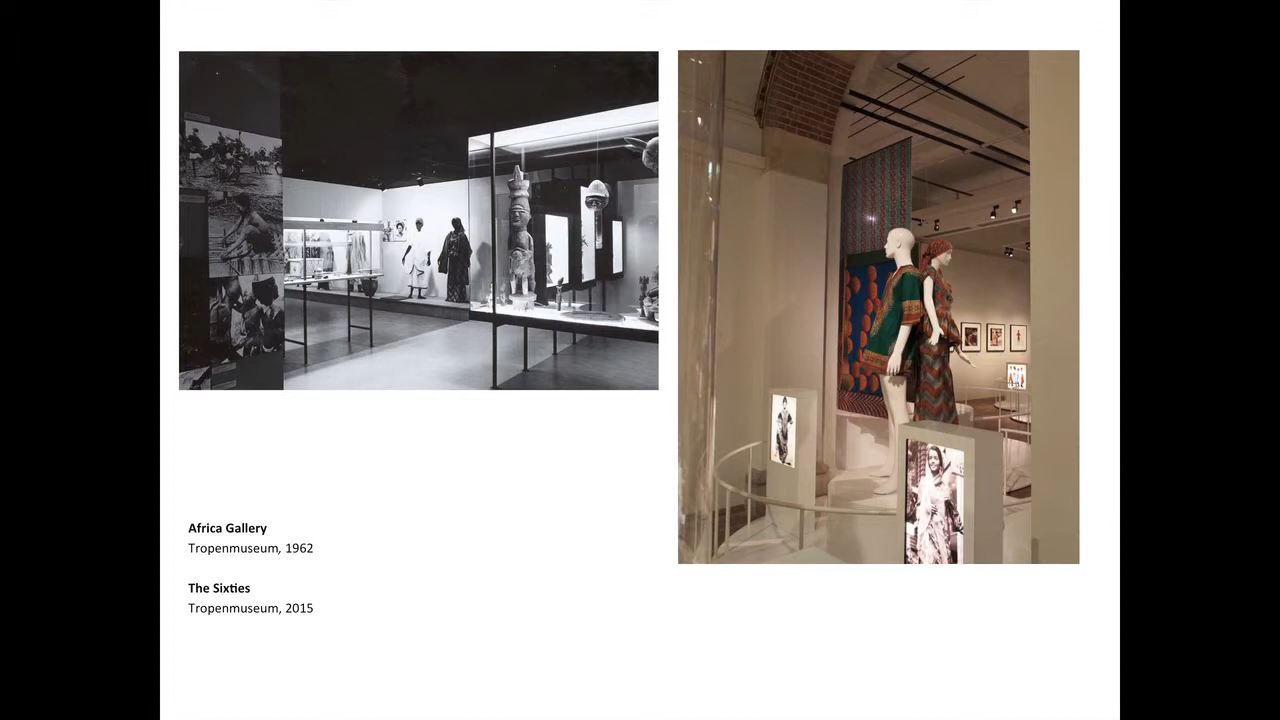 Africa Gallery
Tropenmuseum, 1962
The Sixties
Tropenmuseum, 2015